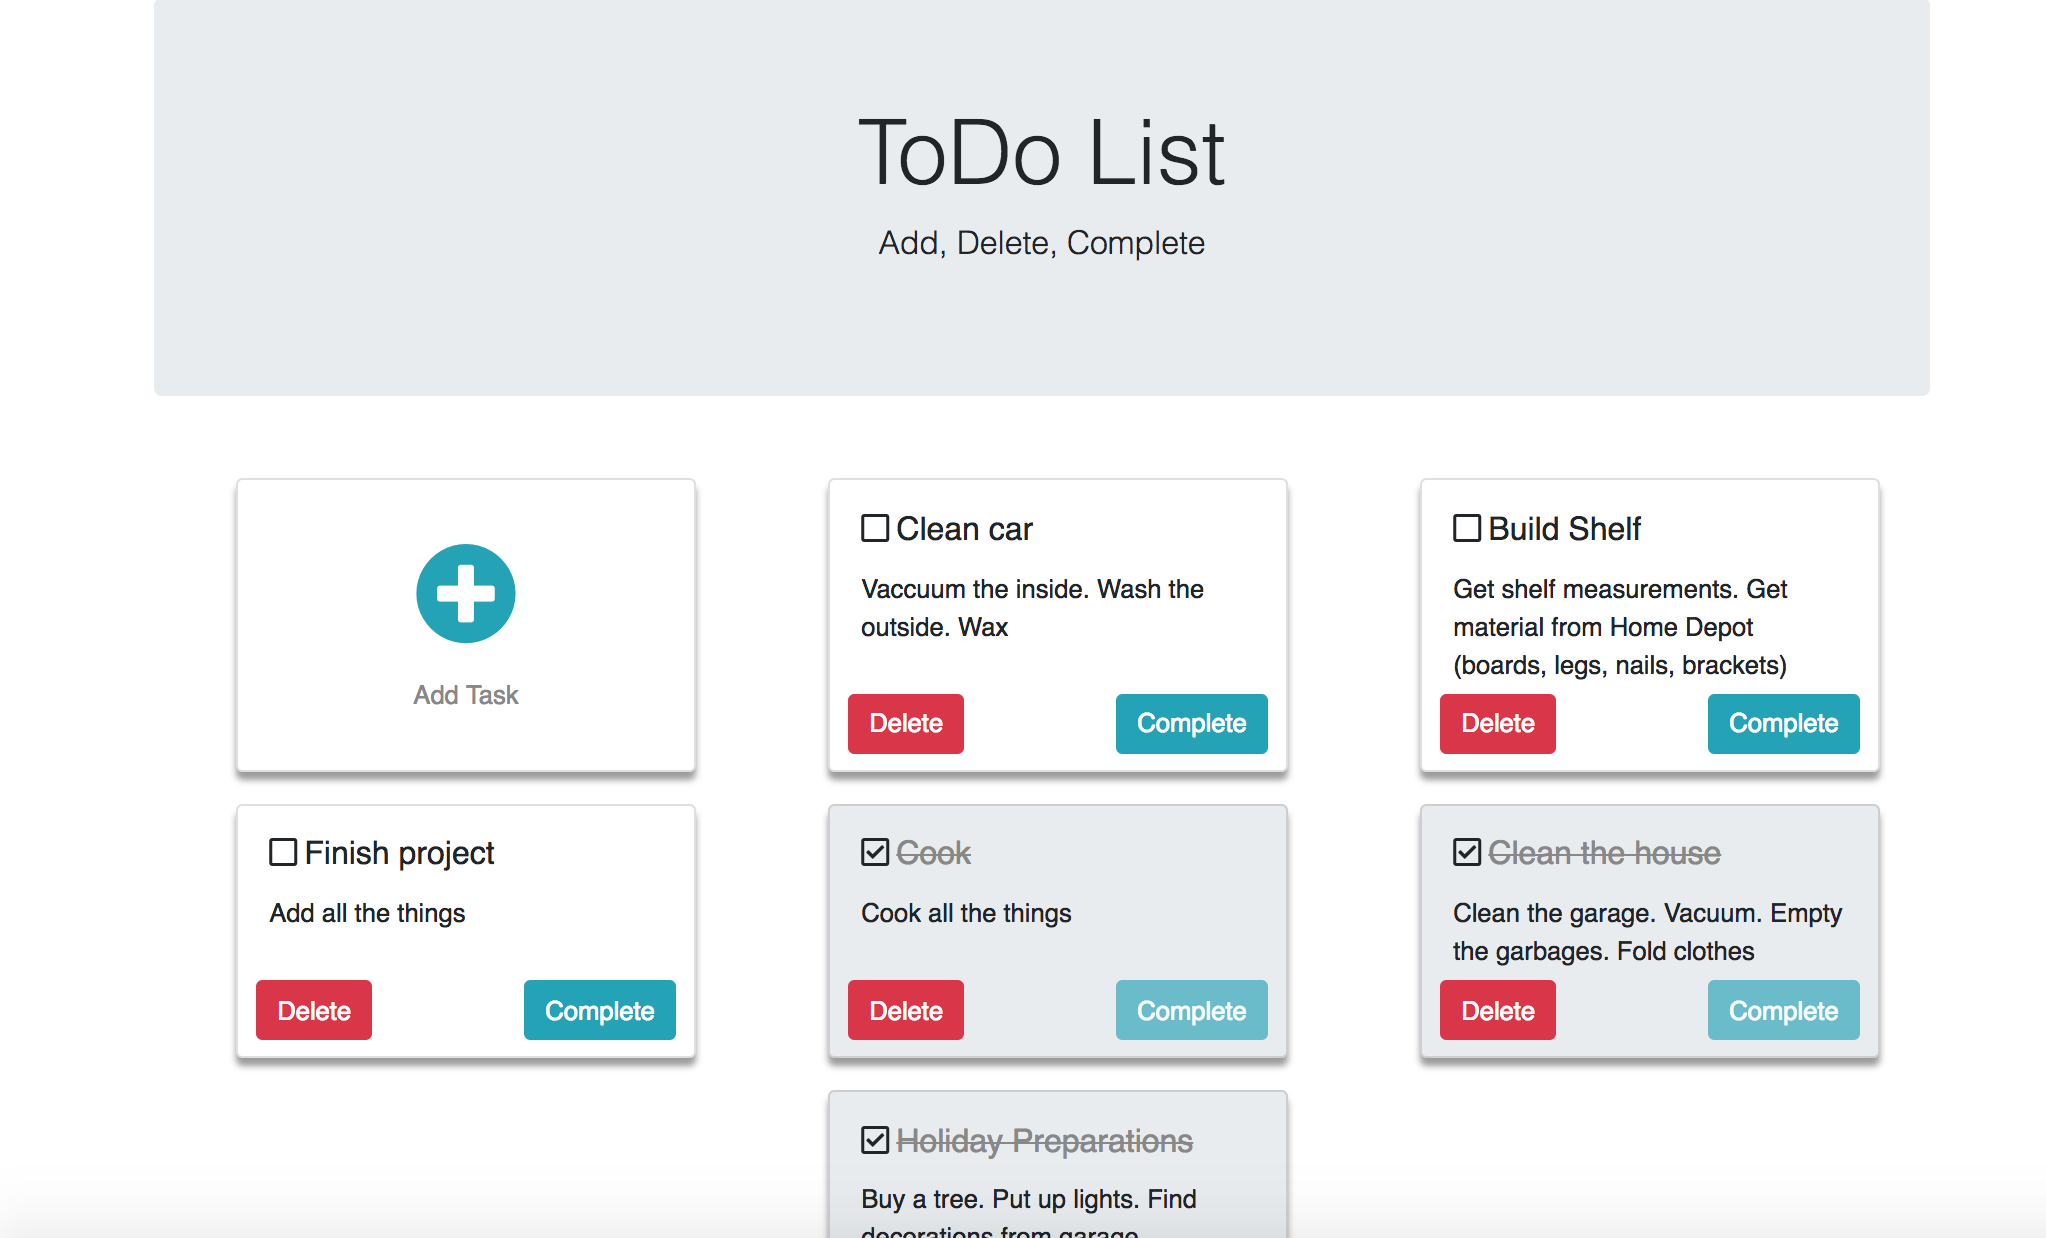 ToDo List
Add, Delete, Complete
Add Task
Clean car
Vaccuum the inside. Wash the
outside. Wax
Delete
Complete
Build Shelf
Get shelf measurements. Get
material from Home Depot
(boards, legs, nails, brackets)
Delete
Complete
Finish project
Add all the things
Delete
Complete
Cook
Cook all the things
Delete
Complete
Clean the house
Clean the garage. Vacuum. Empty
the garbages. Fold clothes
Delete
Complete
Holiday Preparations
Buy a tree. Put up lights. Find
decorations from garage